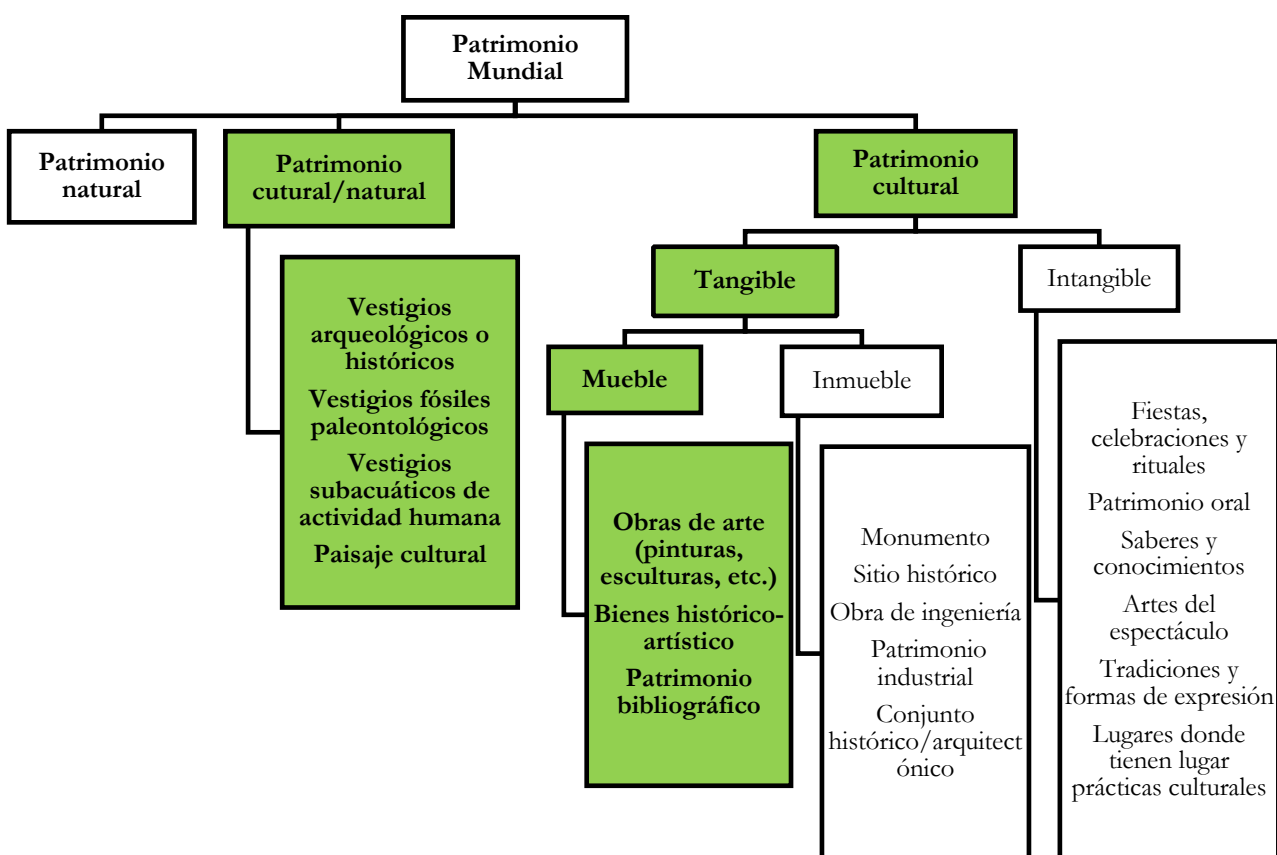 Patrimonio
Mundial
Patrimonio
natural
Patrimonio
cutural/natural
Vestigios
arqueológicos o
históricos
Vestigios fósiles
paleontológicos
Vestigios
subacuáticos de
actividad humana
Paisaje cultural
Patrimonio
cultural
Tangible
Mueble
Obras de arte
(pinturas,
esculturas, etc.)
Bienes histórico-
artístico
Patrimonio
bibliográfico
Inmueble
Monumento
Sitio histórico
Obra de ingeniería
Patrimonio
industrial
Conjunto
histórico/arquitect
ónico
Intangible
Fiestas,
celebraciones y
rituales
Patrimonio oral
Saberes y
conocimientos
Artes del
espectáculo
Tradiciones y
formas de expresión
Lugares donde
tienen lugar
prácticas culturales